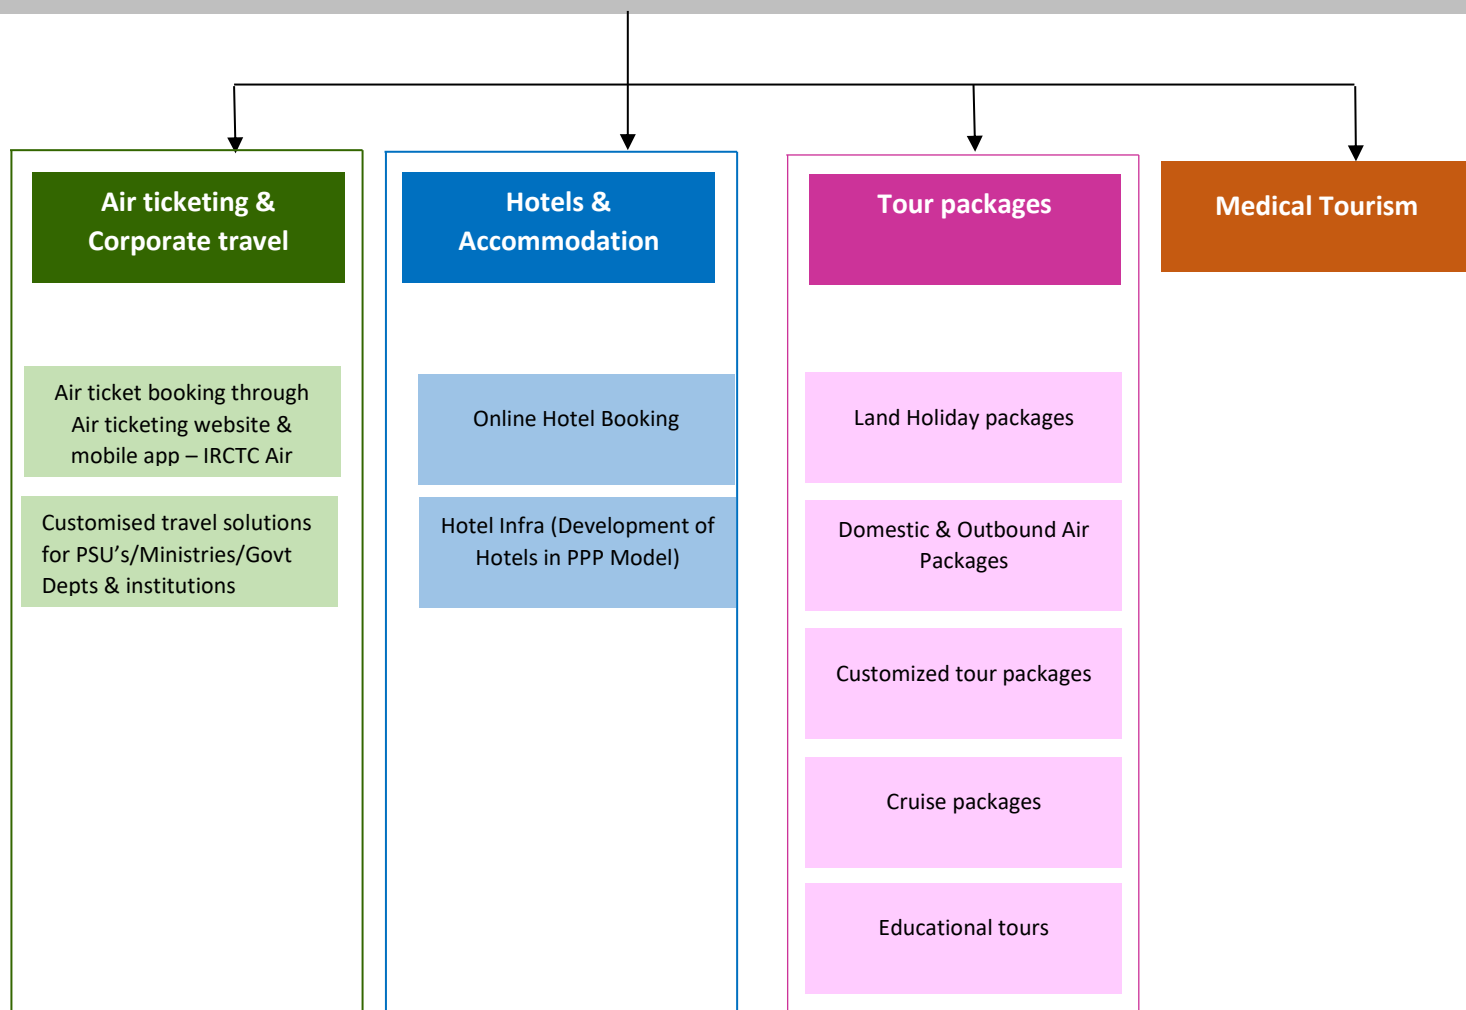 Air ticketing &
Corporate travel
Air ticket booking through
Air ticketing website &
mobile app – IRCTC Air
Customised travel solutions
for PSU’s/Ministries/Govt
Depts & institutions
Hotels &
Accommodation
Online Hotel Booking
Hotel Infra (Development of
Hotels in PPP Model)
Tour packages
Land Holiday packages
Domestic & Outbound Air
Packages
Customized tour packages
Cruise packages
Educational tours
Medical Tourism